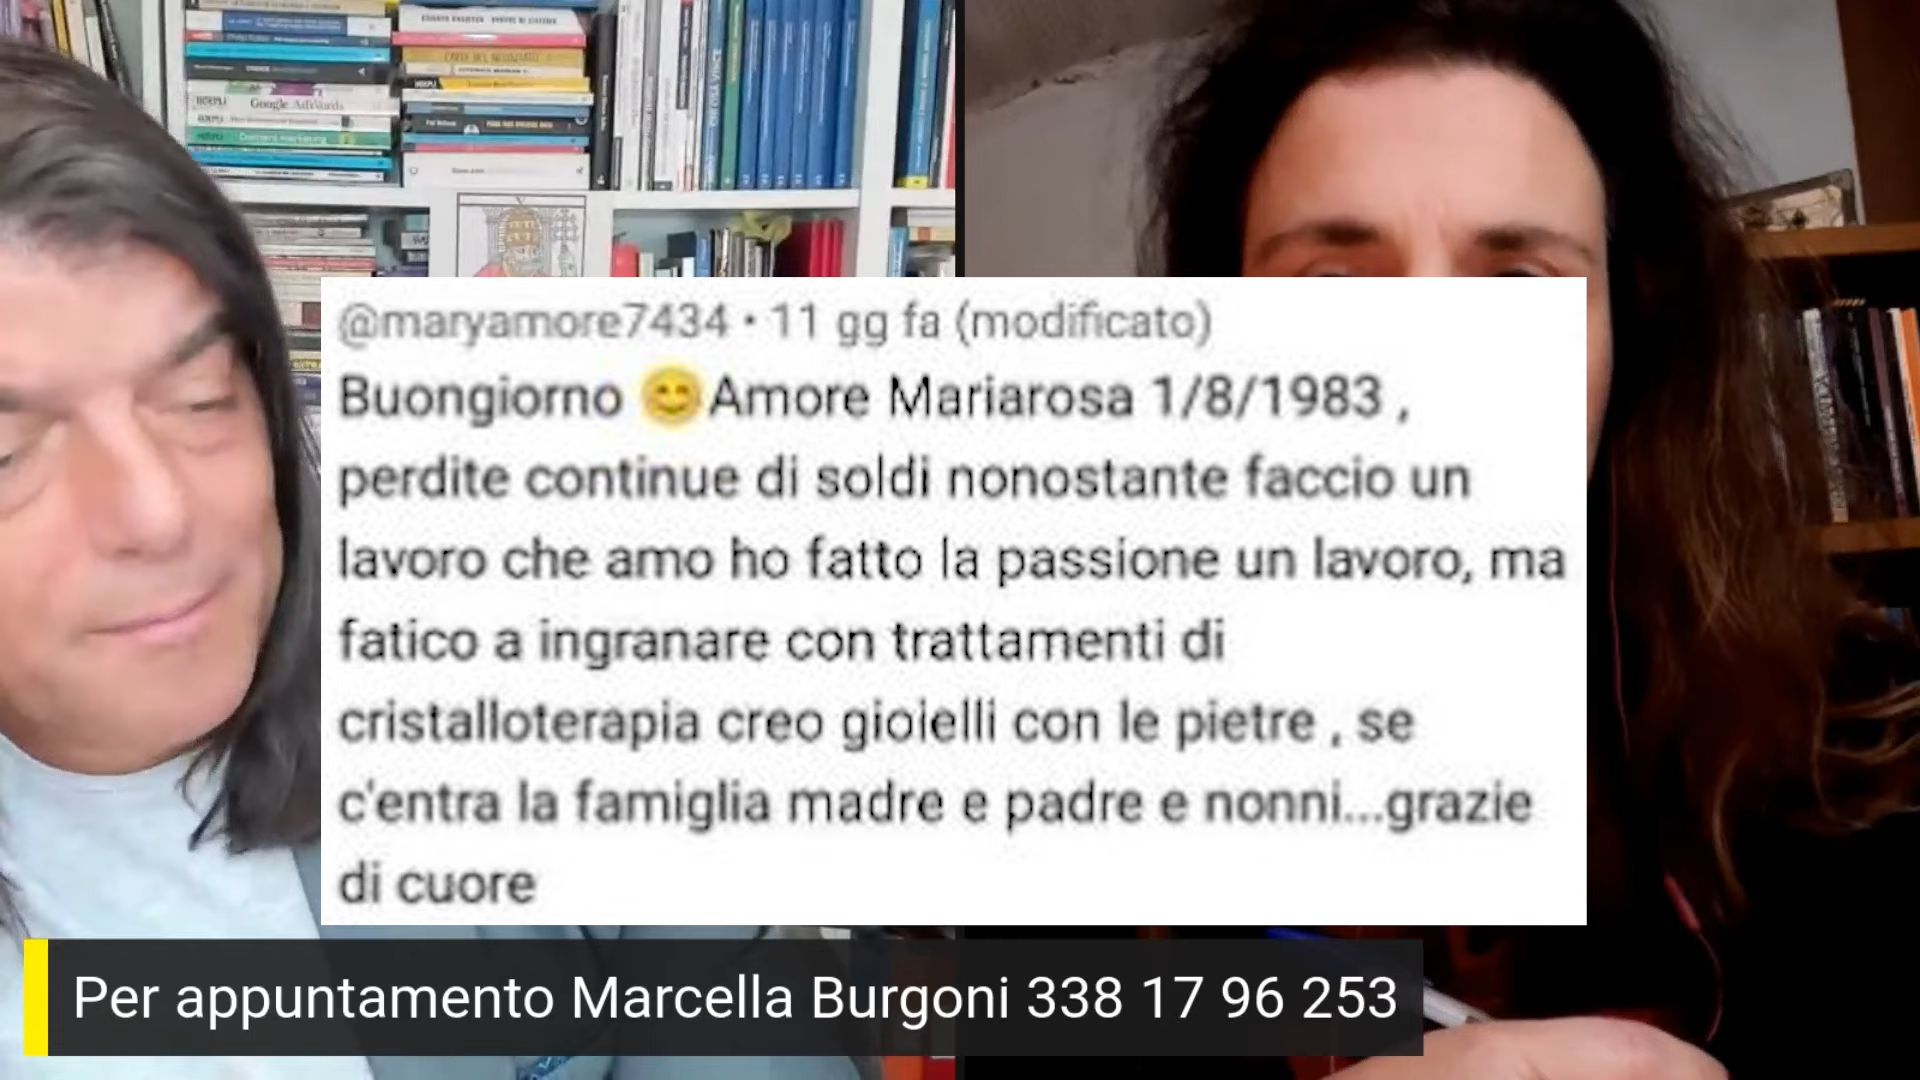 Google AdWords
@maryamore7434 • 11 gg fa (modificato)
Buongiorno 😊Amore Mariarosa 1/8/1983 ,
perdite continue di soldi nonostante faccio un
lavoro che amo ho fatto la passione un lavoro, ma
fatico a ingranare con trattamenti di
cristalloterapia creo gioielli con le pietre , se
c'entra la famiglia madre e padre e nonni...grazie
di cuore
Per appuntamento Marcella Burgoni 338 17 96 253